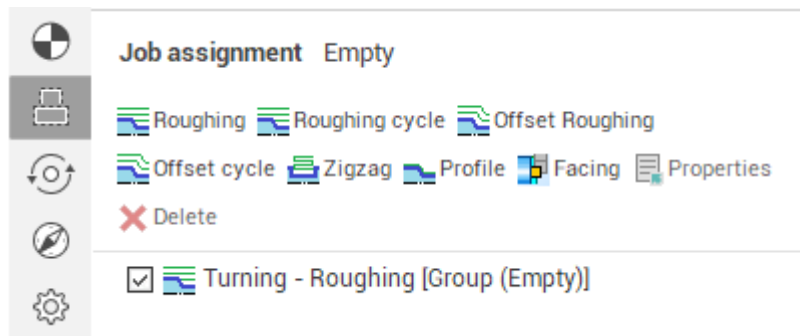 Job assignment Empty
Roughing Roughing cycle Offset Roughing
Offset cycle Zigzag Profile Facing Properties
Delete
Turning - Roughing [Group (Empty)]